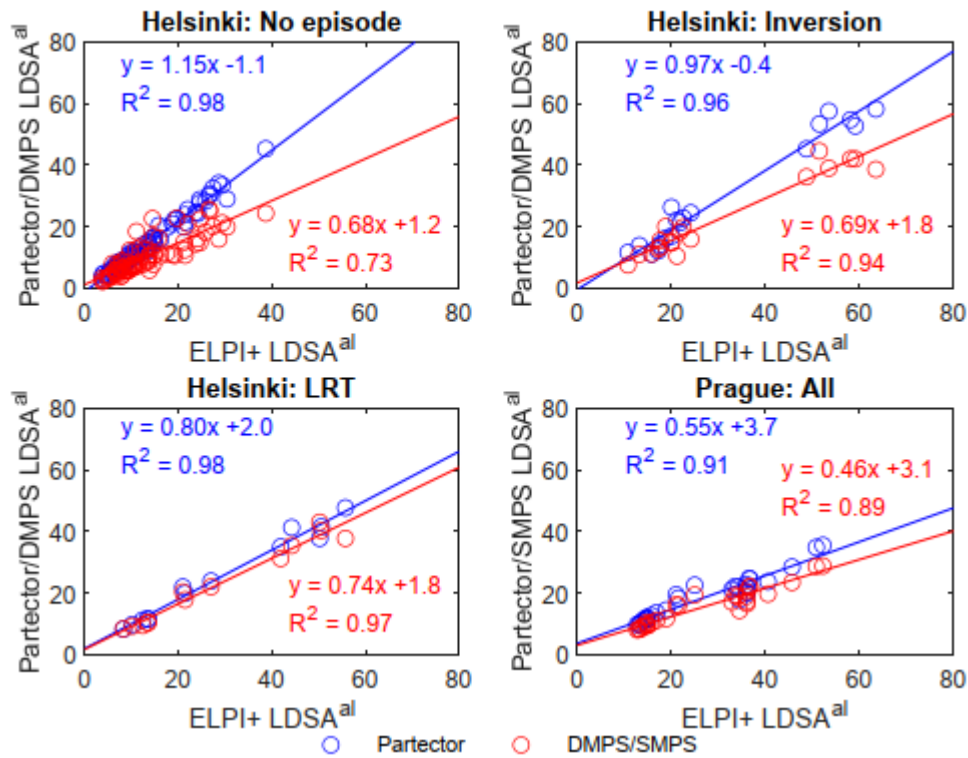 Helsinki: No episode
80
60
40
20
0
Partector/DMPS LDSA^al
y = 1.15x -1.1
R^2 = 0.98
y = 0.68x +1.2
R^2 = 0.73
0 20 40 60 80
ELPI+ LDSA^al
Helsinki: Inversion
80
60
40
20
0
Partector/DMPS LDSA^al
y = 0.97x -0.4
R^2 = 0.96
y = 0.69x +1.8
R^2 = 0.94
0 20 40 60 80
ELPI+ LDSA^al
Helsinki: LRT
80
60
40
20
0
Partector/DMPS LDSA^al
y = 0.80x +2.0
R^2 = 0.98
y = 0.74x +1.8
R^2 = 0.97
0 20 40 60 80
ELPI+ LDSA^al
Prague: All
80
60
40
20
0
Partector/SMPS LDSA^al
y = 0.55x +3.7
R^2 = 0.91
y = 0.46x +3.1
R^2 = 0.89
0 20 40 60 80
ELPI+ LDSA^al
Partector DMPS/SMPS